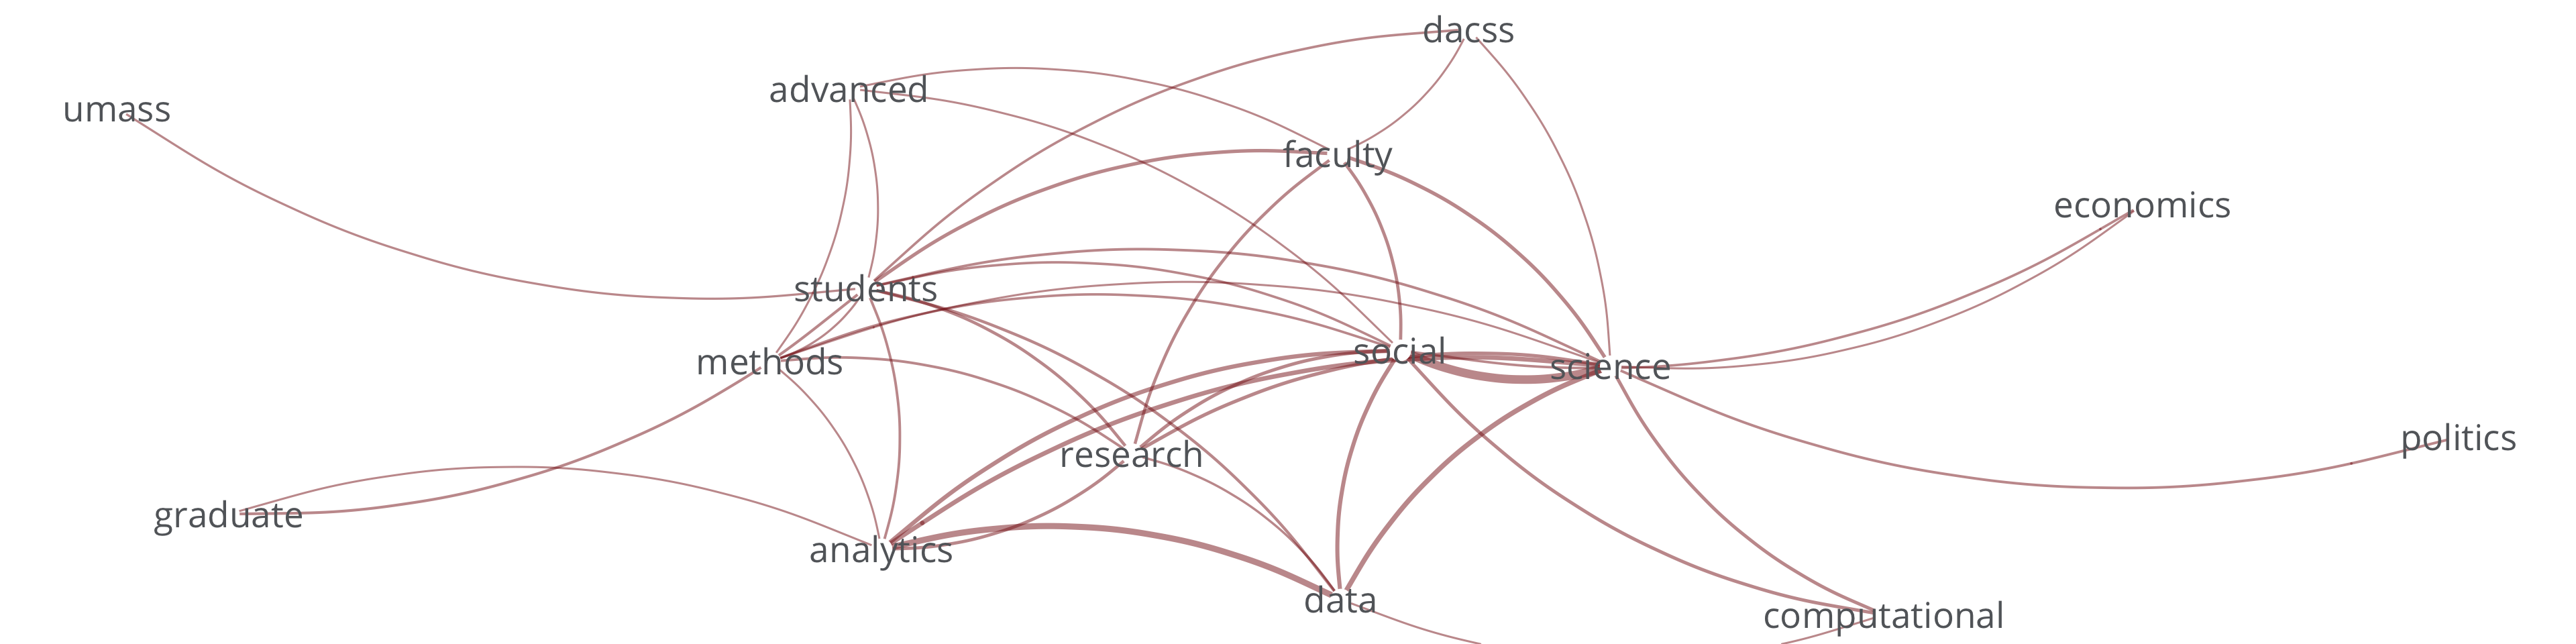 dacss
advanced
umass
faculty
economics
students
social
methods
science
politics
research
graduate
analytics
data
computational